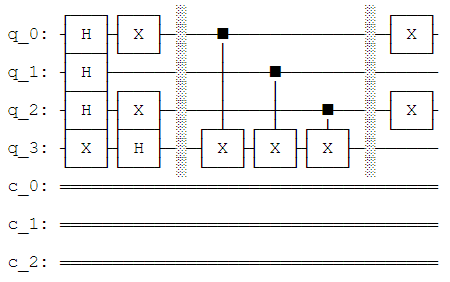 q_0: H X X
q_1: H
q_2: H X X
q_3: X H X X X
c_0:
c_1:
c_2: